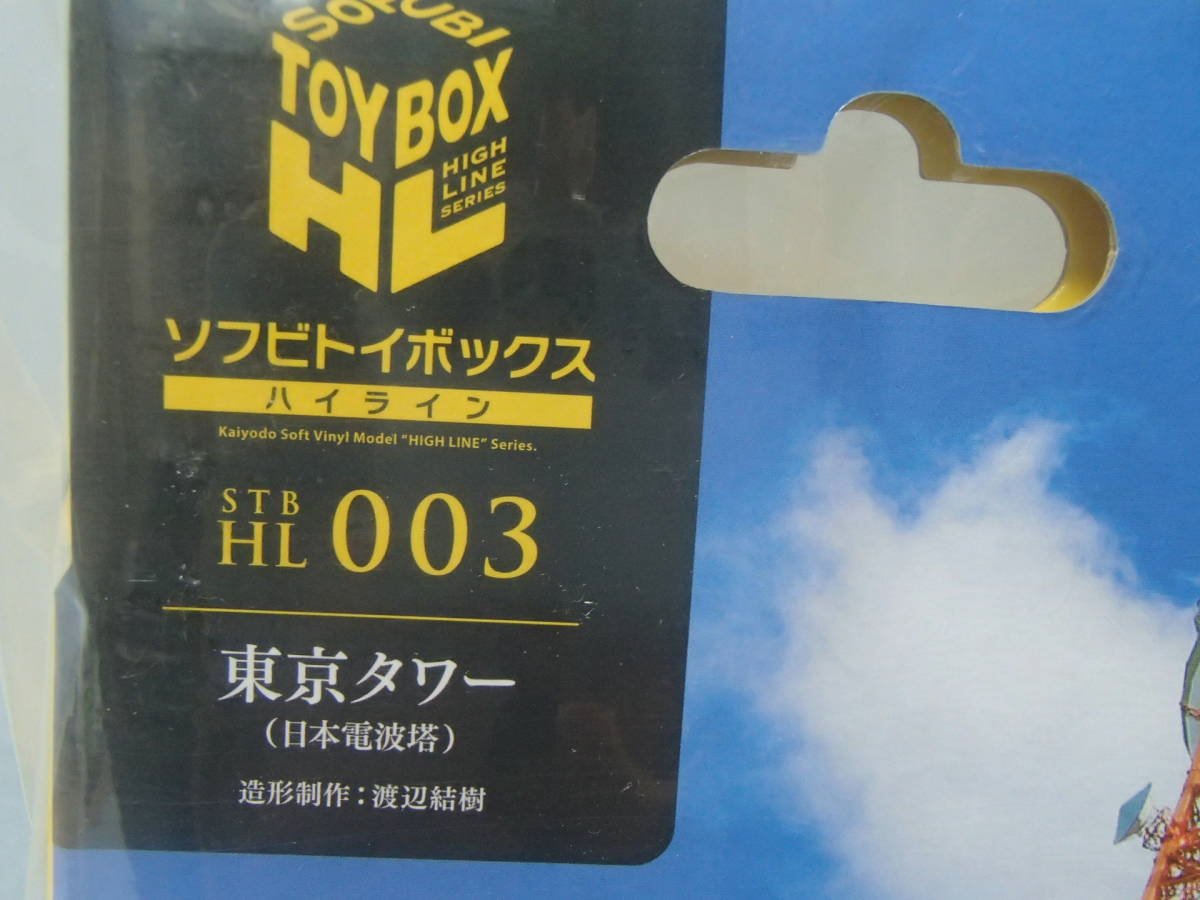 SOFUBI
TOYBOX
HL
HIGH
LINE
SERIES
ソフビトイボックス
ハイライン
Kaiyodo Soft Vinyl Model "HIGH LINE" Series.
STB
HL 003
東京タワー
(日本電波塔)
造形制作:渡辺結樹